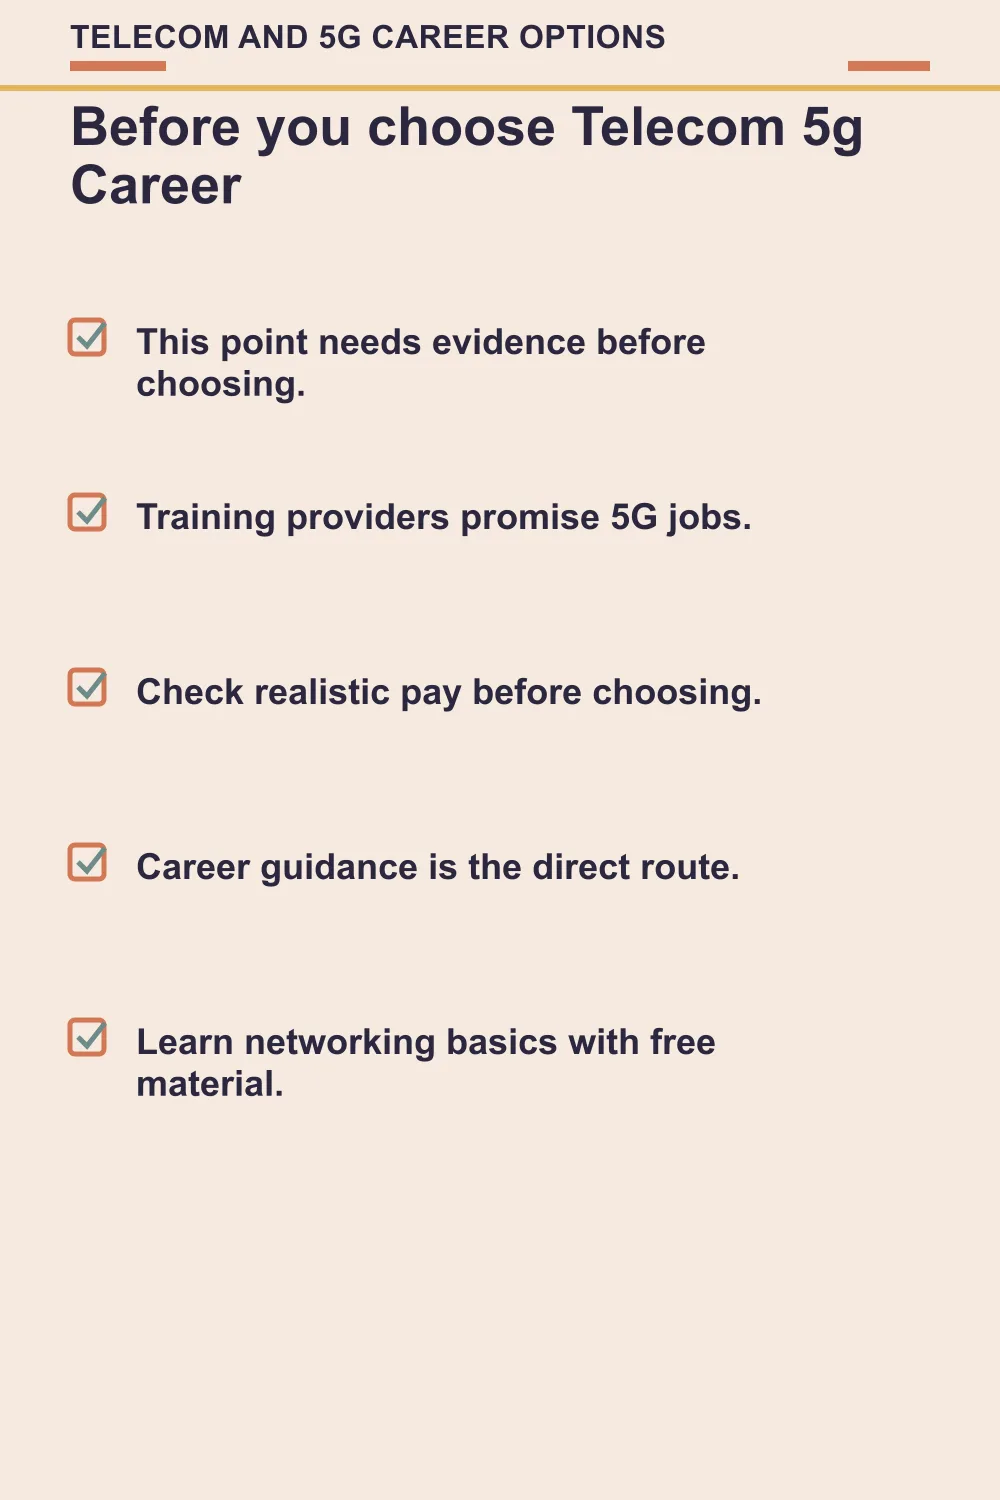 TELECOM AND 5G CAREER OPTIONS
Before you choose Telecom 5g
Career
This point needs evidence before
choosing.
Training providers promise 5G jobs.
Check realistic pay before choosing.
Career guidance is the direct route.
Learn networking basics with free
material.